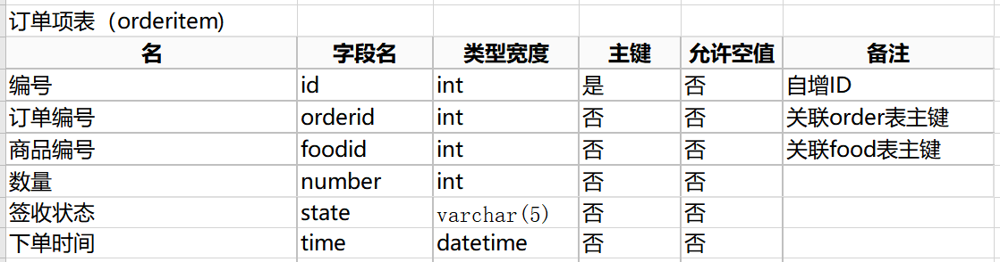 订单项表（orderitem)
名 字段名 类型宽度 主键 允许空值 备注
编号 id int 是 否 自增ID
订单编号 orderid int 否 否 关联order表主键
商品编号 foodid int 否 否 关联food表主键
数量 number int 否 否
签收状态 state varchar(5) 否 否
下单时间 time datetime 否 否